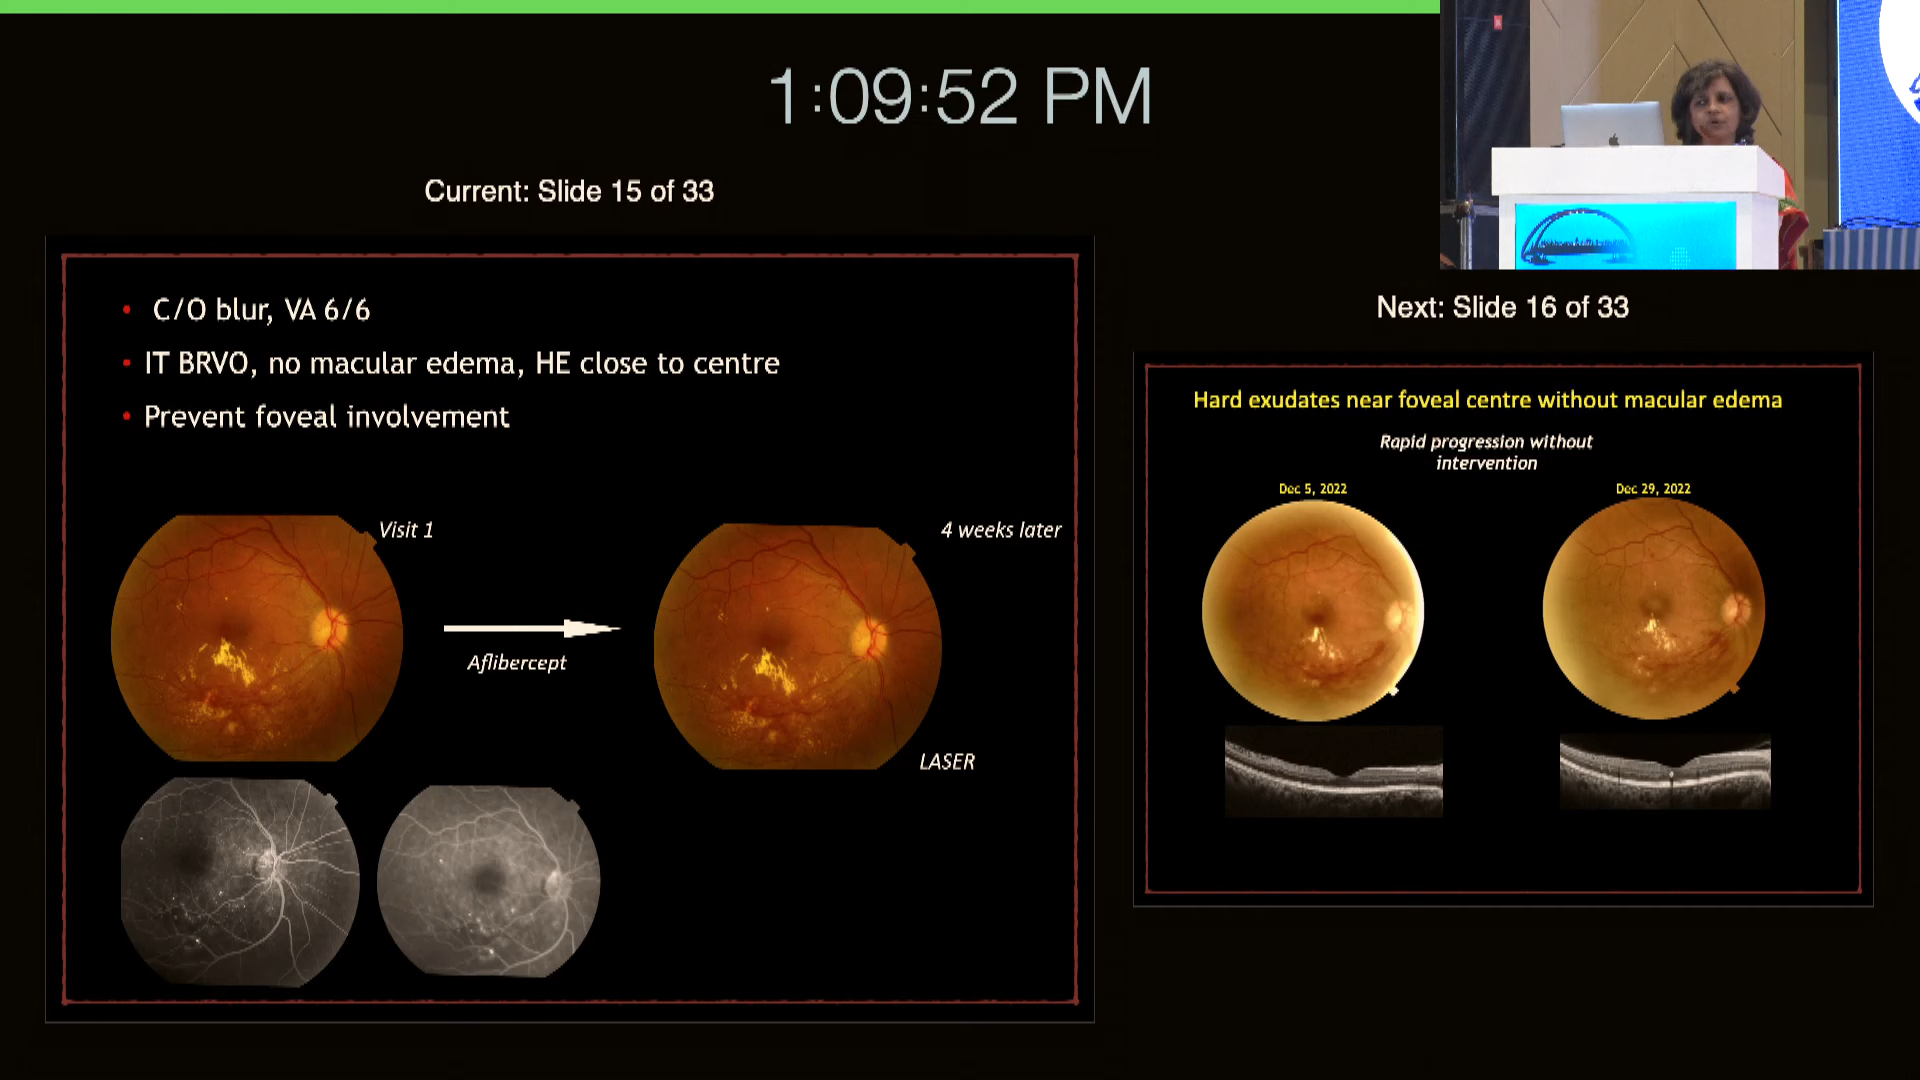 1:09:52 PM
Current: Slide 15 of 33
• C/O blur, VA 6/6
• IT BRVO, no macular edema, HE close to centre
• Prevent foveal involvement
Visit 1
4 weeks later
Aflibercept
LASER
Next: Slide 16 of 33
Hard exudates near foveal centre without macular edema
Rapid progression without
intervention
Dec 5, 2022
Dec 29, 2022